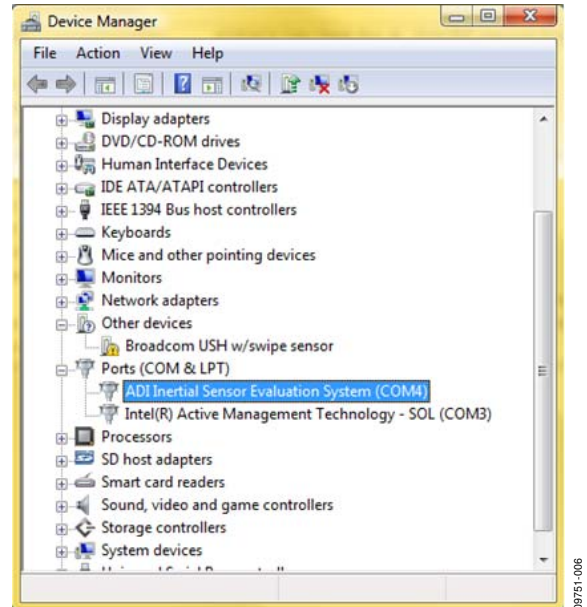 Device Manager
File Action View Help
Display adapters
DVD/CD-ROM drives
Human Interface Devices
IDE ATA/ATAPI controllers
IEEE 1394 Bus host controllers
Keyboards
Mice and other pointing devices
Monitors
Network adapters
Other devices
Broadcom USH w/swipe sensor
Ports (COM & LPT)
ADI Inertial Sensor Evaluation System (COM4)
Intel(R) Active Management Technology - SOL (COM3)
Processors
SD host adapters
Smart card readers
Sound, video and game controllers
Storage controllers
System devices
09751-006